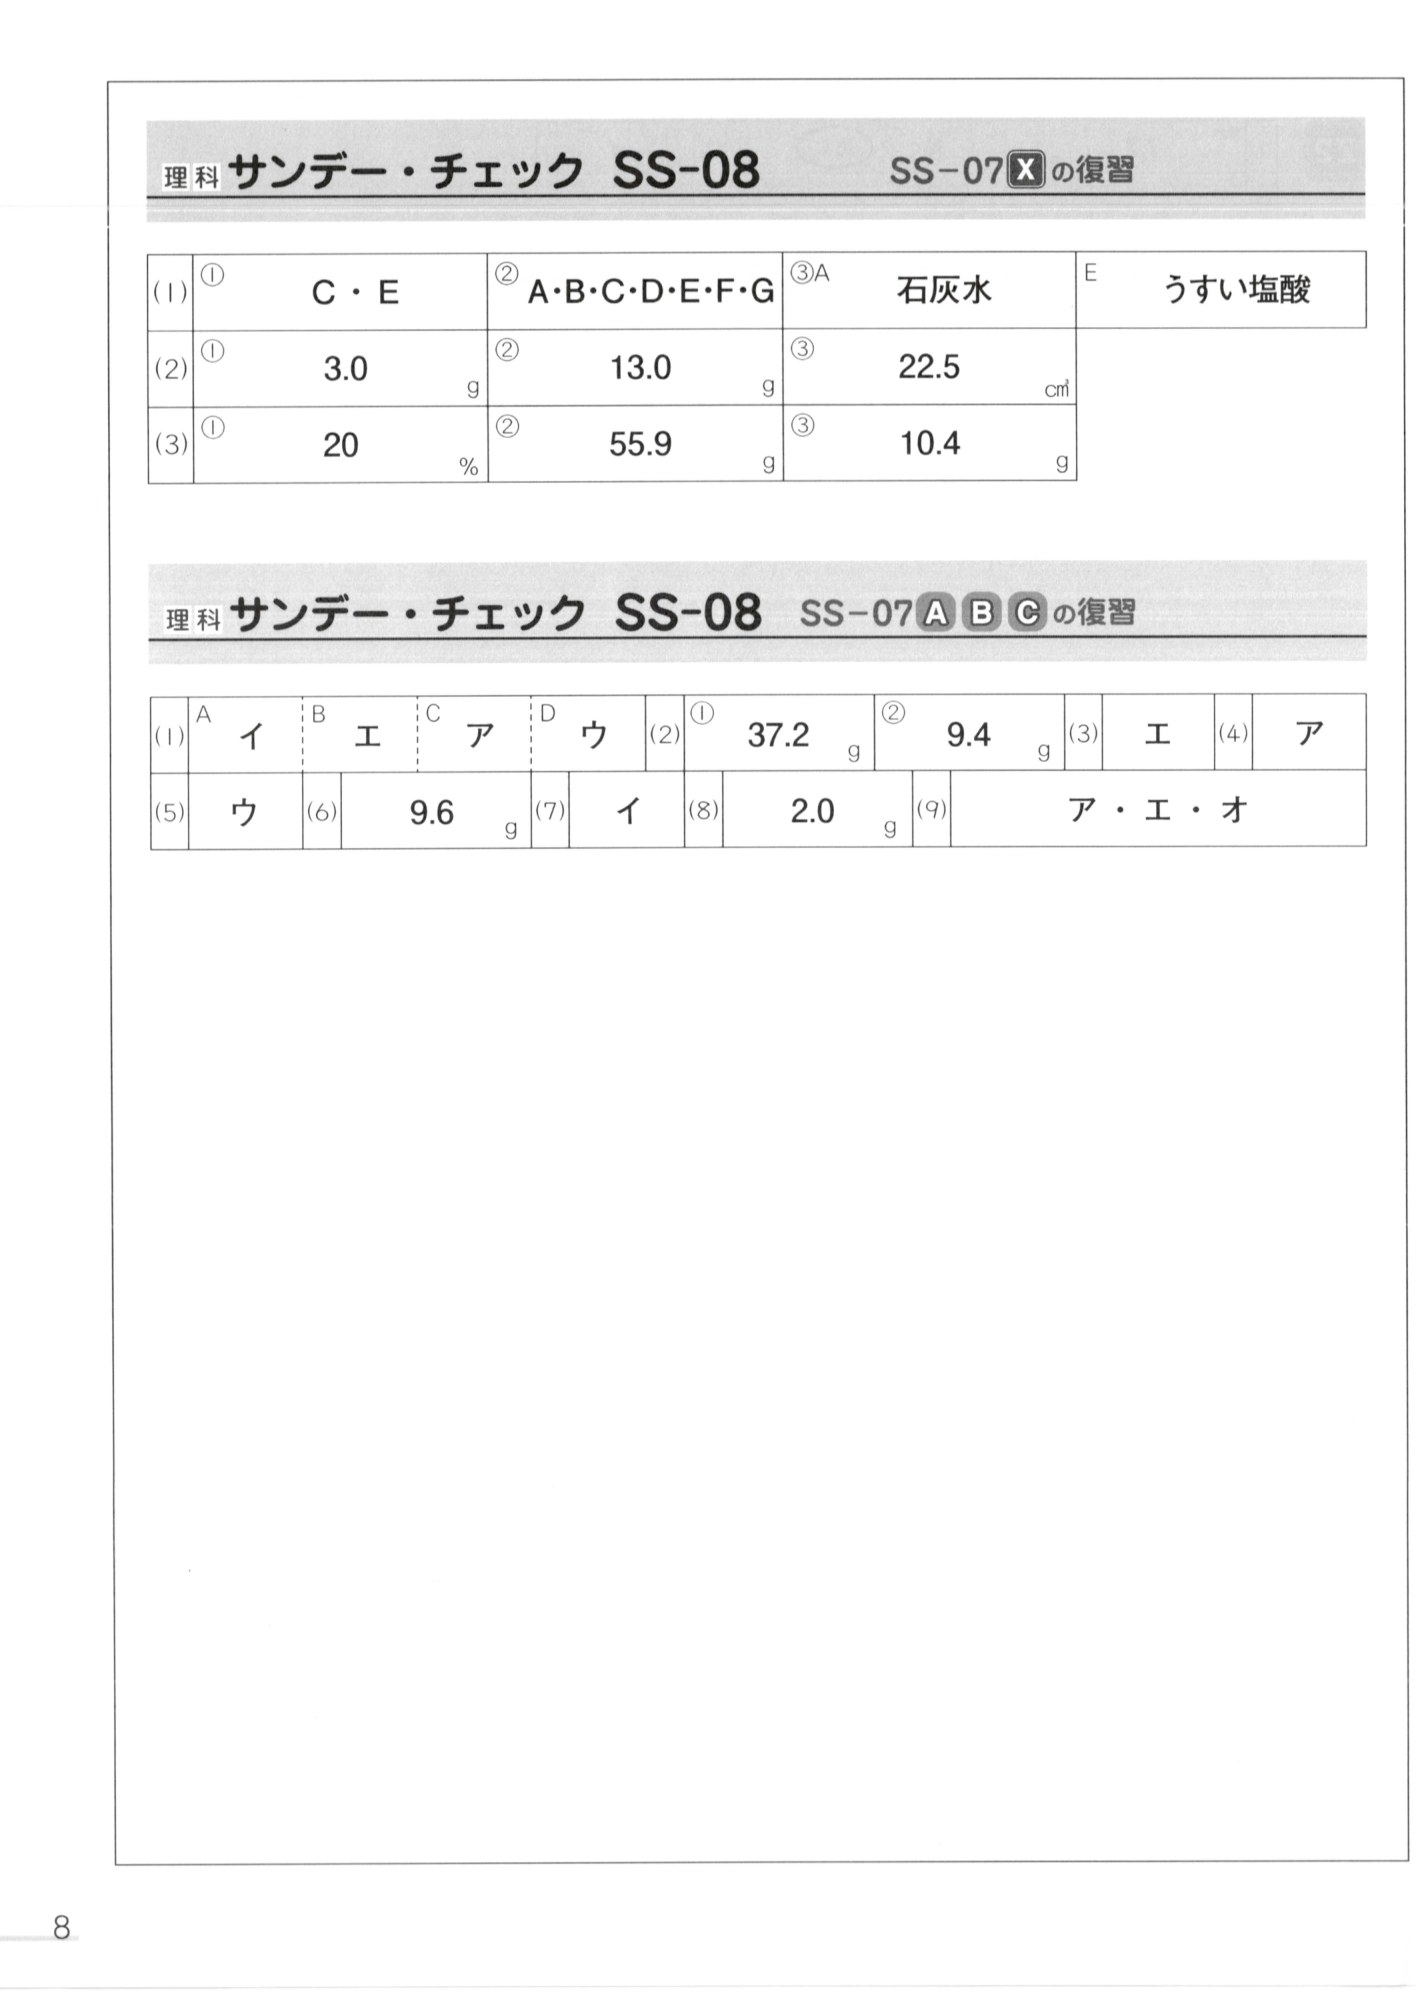 理科 サンデー・チェック SS-08 SS-07 X の復習
(1) ① C・E ② A・B・C・D・E・F・G ③A 石灰水 E うすい塩酸
(2) ① 3.0 g ② 13.0 g ③ 22.5 cm³
(3) ① 20 % ② 55.9 g ③ 10.4 g
理科 サンデー・チェック SS-08 SS-07 A B C の復習
(1) A イ B エ C ア D ウ (2) ① 37.2 g ② 9.4 g (3) エ (4) ア
(5) ウ (6) 9.6 g (7) イ (8) 2.0 g (9) ア・エ・オ
8